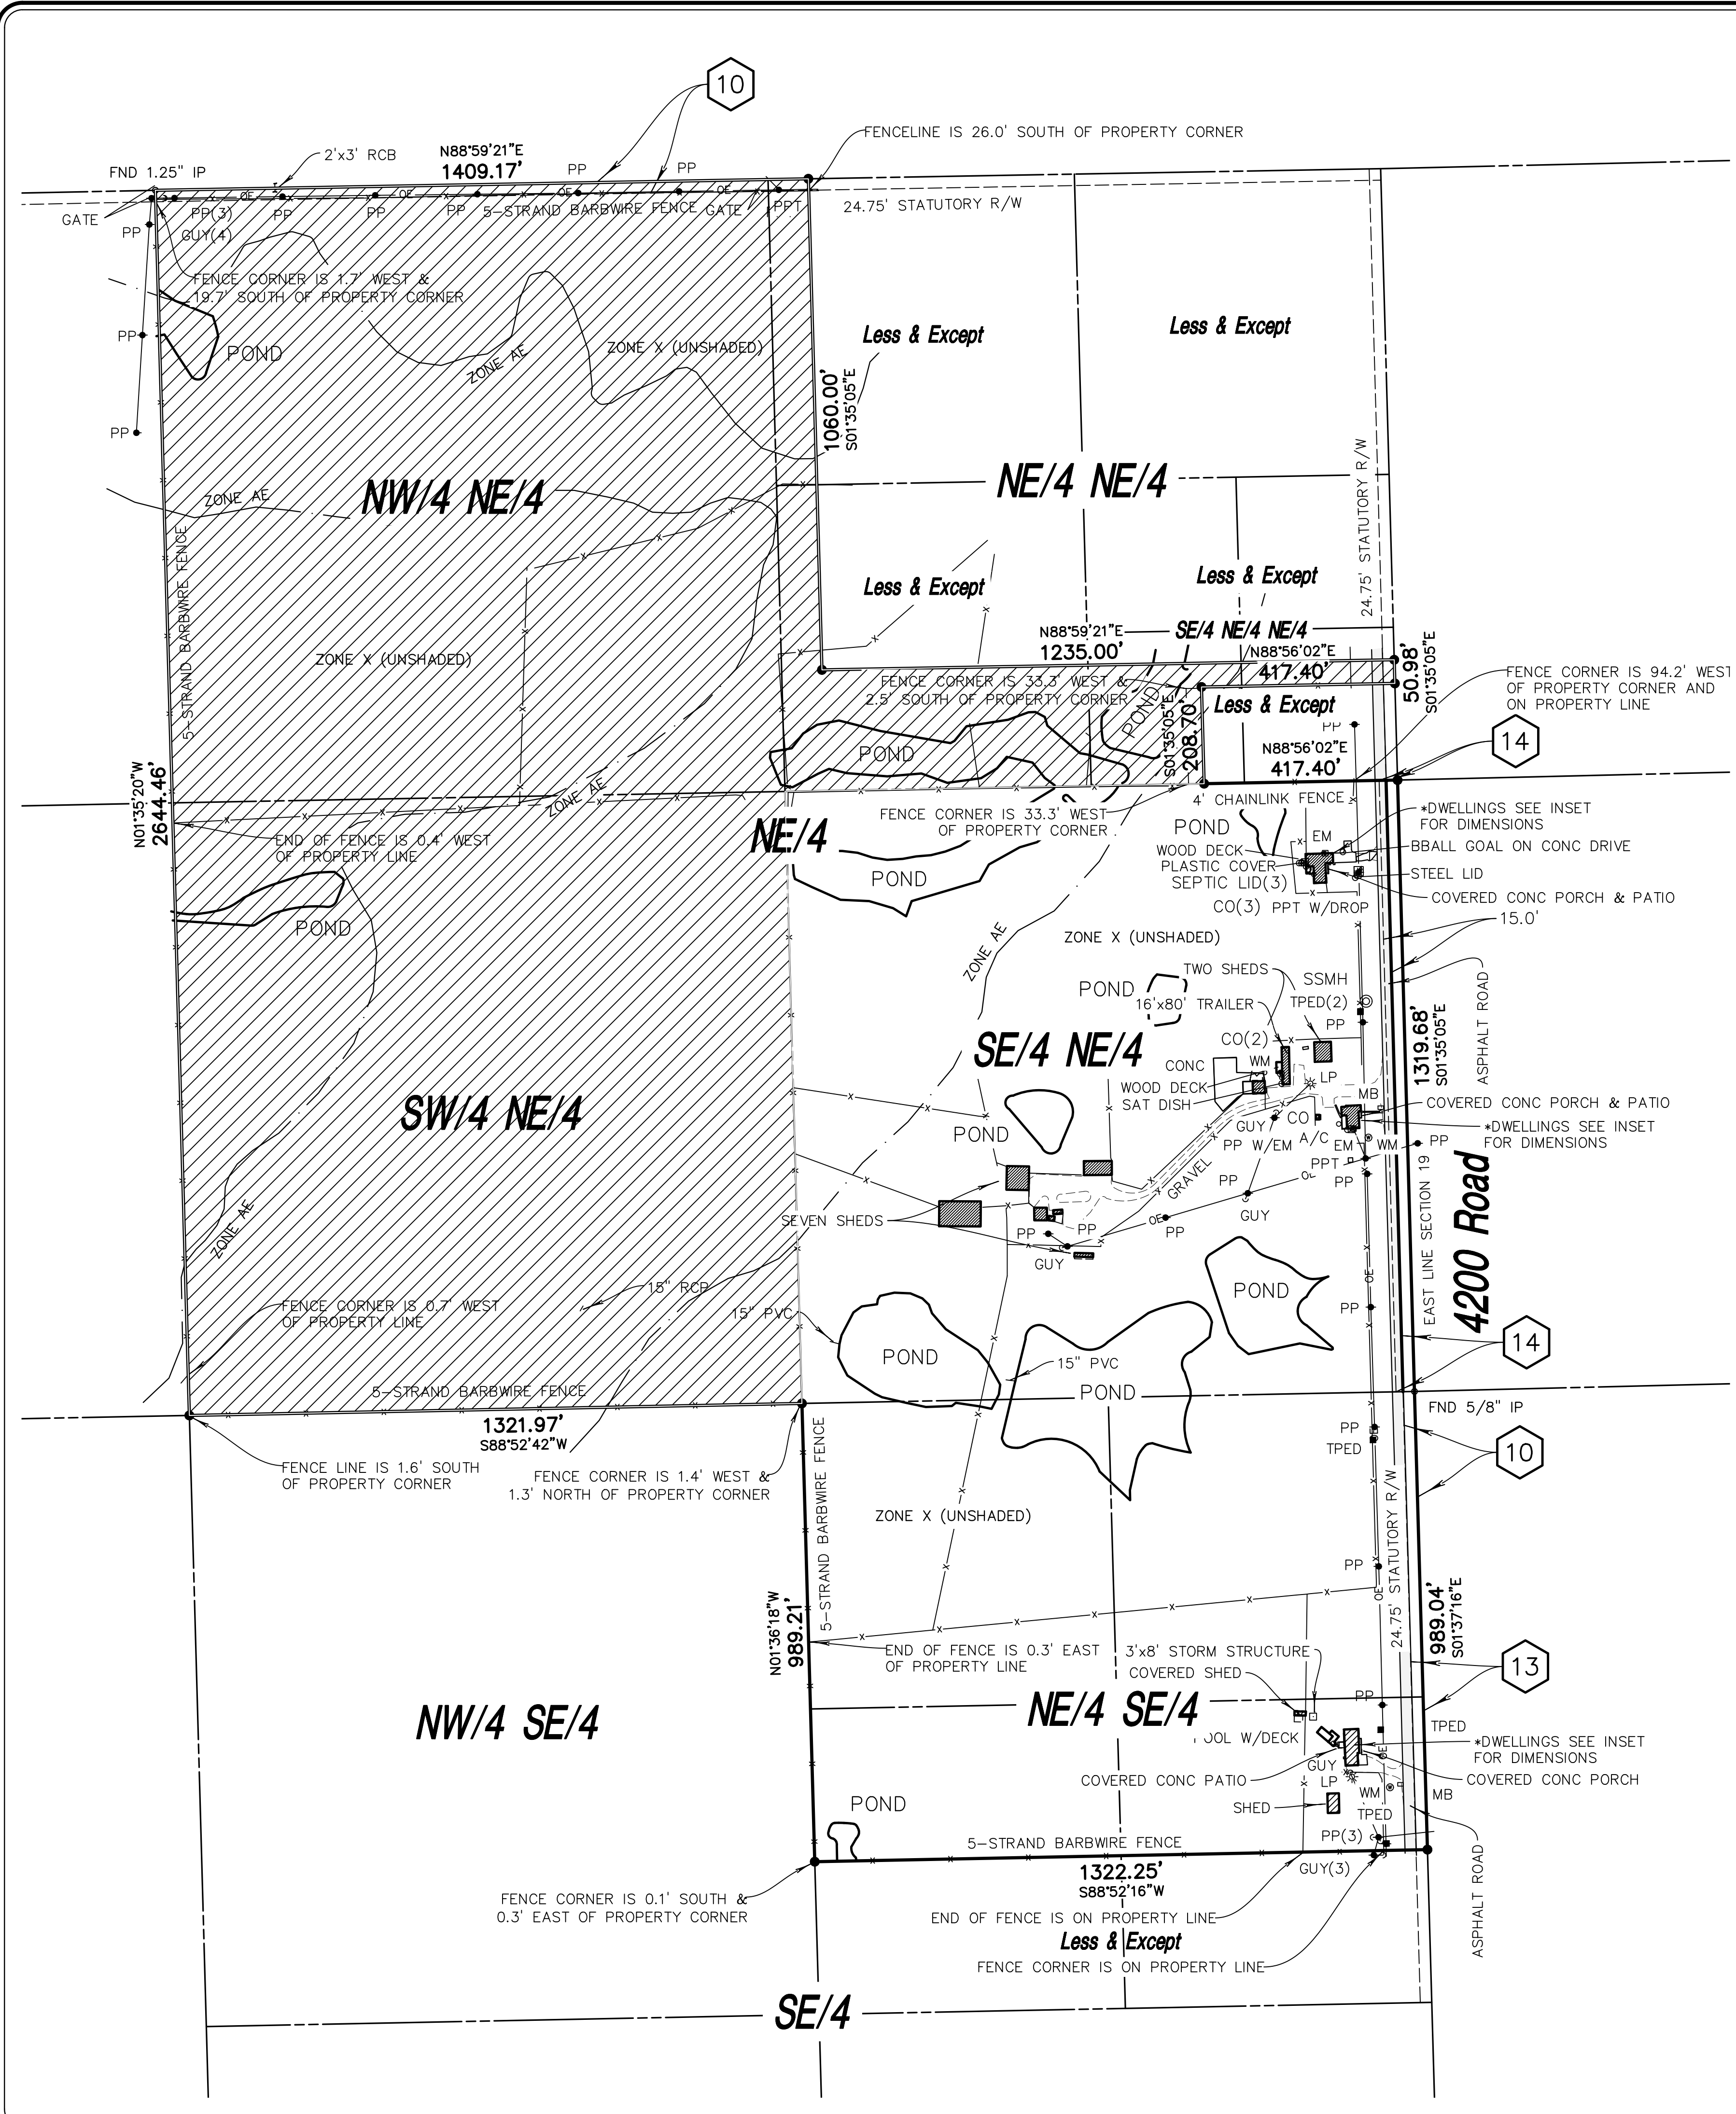 10
FENCELINE IS 26.0' SOUTH OF PROPERTY CORNER
2'x3' RCB
N88°59'21"E
1409.17'
PP
PP
FND 1.25" IP
GATE
OE
OE
OE
OE
PP(3)
GUY(4)
PP
PP
PP
PP
5-STRAND BARBWIRE FENCE
GATE
PPT
24.75' STATUTORY R/W
FENCE CORNER IS 1.7' WEST &
19.7' SOUTH OF PROPERTY CORNER
PP
PP
POND
ZONE AE
ZONE X (UNSHADED)
Less & Except
Less & Except
1060.00'
S01°35'05"E
PP
ZONE AE
NW/4 NE/4
NE/4 NE/4
24.75' STATUTORY R/W
5-STRAND BARBWIRE FENCE
Less & Except
Less & Except
N88°59'21"E
1235.00'
SE/4 NE/4 NE/4
N88°56'02"E
417.40'
50.98'
S01°35'05"E
ZONE X (UNSHADED)
FENCE CORNER IS 33.3' WEST &
2.5' SOUTH OF PROPERTY CORNER
FENCE CORNER IS 94.2' WEST
OF PROPERTY CORNER AND
ON PROPERTY LINE
POND
Less & Except
208.70'
S01°35'05"E
PP
14
POND
N88°56'02"E
417.40'
N01°35'20"W
2644.46'
ZONE AE
END OF FENCE IS 0.4' WEST
OF PROPERTY LINE
NE/4
FENCE CORNER IS 33.3' WEST
OF PROPERTY CORNER
4' CHAINLINK FENCE
POND
EM
*DWELLINGS SEE INSET
FOR DIMENSIONS
WOOD DECK
BBALL GOAL ON CONC DRIVE
PLASTIC COVER
STEEL LID
SEPTIC LID(3)
COVERED CONC PORCH & PATIO
CO(3)
PPT W/DROP
15.0'
POND
POND
ZONE X (UNSHADED)
ZONE AE
POND
TWO SHEDS
SSMH
16'x80' TRAILER
TPED(2)
PP
CO(2)
SE/4 NE/4
CONC
WM
WOOD DECK
SAT DISH
LP
MB
ASPHALT ROAD
1319.68'
S01°35'05"E
COVERED CONC PORCH & PATIO
*DWELLINGS SEE INSET
FOR DIMENSIONS
GUY
CO
PP W/EM
A/C
EM
WM
PP
PPT
PP
SW/4 NE/4
POND
GRAVEL
PP
GUY
OE
PP
SEVEN SHEDS
PP
PP
GUY
ZONE AE
EAST LINE SECTION 19
4200 Road
15" RCP
15" PVC
FENCE CORNER IS 0.7' WEST
OF PROPERTY LINE
POND
OE
PP
14
POND
15" PVC
POND
5-STRAND BARBWIRE FENCE
1321.97'
S88°52'42"W
FND 5/8" IP
PP
TPED
OE
10
FENCE LINE IS 1.6' SOUTH
OF PROPERTY CORNER
FENCE CORNER IS 1.4' WEST &
1.3' NORTH OF PROPERTY CORNER
5-STRAND BARBWIRE FENCE
ZONE X (UNSHADED)
24.75' STATUTORY R/W
PP
OE
N01°36'18"W
989.21'
989.04'
S01°37'16"E
END OF FENCE IS 0.3' EAST
OF PROPERTY LINE
3'x8' STORM STRUCTURE
COVERED SHED
13
NW/4 SE/4
NE/4 SE/4
PP
TPED
W/DECK
OE
*DWELLINGS SEE INSET
FOR DIMENSIONS
GUY
COVERED CONC PATIO
LP
COVERED CONC PORCH
WM
MB
POND
SHED
TPED
PP(3)
5-STRAND BARBWIRE FENCE
1322.25'
S88°52'16"W
GUY(3)
ASPHALT ROAD
FENCE CORNER IS 0.1' SOUTH &
0.3' EAST OF PROPERTY CORNER
END OF FENCE IS ON PROPERTY LINE
Less & Except
FENCE CORNER IS ON PROPERTY LINE
SE/4